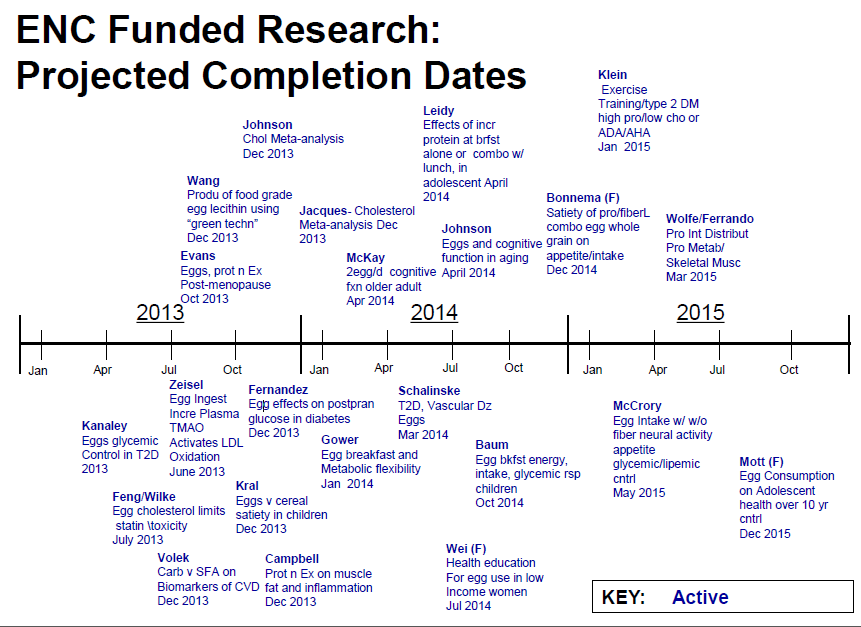 ENC Funded Research:
Projected Completion Dates
Klein
Exercise
Training/type 2 DM
high pro/low cho or
ADA/AHA
Jan 2015
Leidy
Effects of incr
protein at brfst
alone or combo w/
lunch, in
adolescent April
2014
Johnson
Chol Meta-analysis
Dec 2013
Wang
Produ of food grade
egg lecithin using
“green techn”
Dec 2013
Jacques- Cholesterol
Meta-analysis Dec
2013
Bonnema (F)
Satiety of pro/fiberL
combo egg whole
grain on
appetite/intake
Dec 2014
Wolfe/Ferrando
Pro Int Distribut
Pro Metab/
Skeletal Musc
Mar 2015
Johnson
Eggs and cognitive
function in aging
April 2014
Evans
Eggs, prot n Ex
Post-menopause
Oct 2013
McKay
2egg/d cognitive
fxn older adult
Apr 2014
2013 2014 2015
Jan Apr Jul Oct Jan Apr Jul Oct Jan Apr Jul Oct
Zeisel
Egg Ingest
Incre Plasma
TMAO
Activates LDL
Oxidation
June 2013
Fernandez
Egg effects on postpran
glucose in diabetes
Dec 2013
Schalinske
T2D, Vascular Dz
Eggs
Mar 2014
McCrory
Egg Intake w/ w/o
fiber neural activity
appetite
glycemic/lipemic
cntrl
May 2015
Kanaley
Eggs glycemic
Control in T2D
2013
Gower
Egg breakfast and
Metabolic flexibility
Jan 2014
Baum
Egg bkfst energy,
intake, glycemic rsp
children
Oct 2014
Mott (F)
Egg Consumption
on Adolescent
health over 10 yr
cntrl
Dec 2015
Feng/Wilke
Egg cholesterol limits
statin \toxicity
July 2013
Kral
Eggs v cereal
satiety in children
Dec 2013
Volek
Carb v SFA on
Biomarkers of CVD
Dec 2013
Campbell
Prot n Ex on muscle
fat and inflammation
Dec 2013
Wei (F)
Health education
For egg use in low
Income women
Jul 2014
KEY: Active